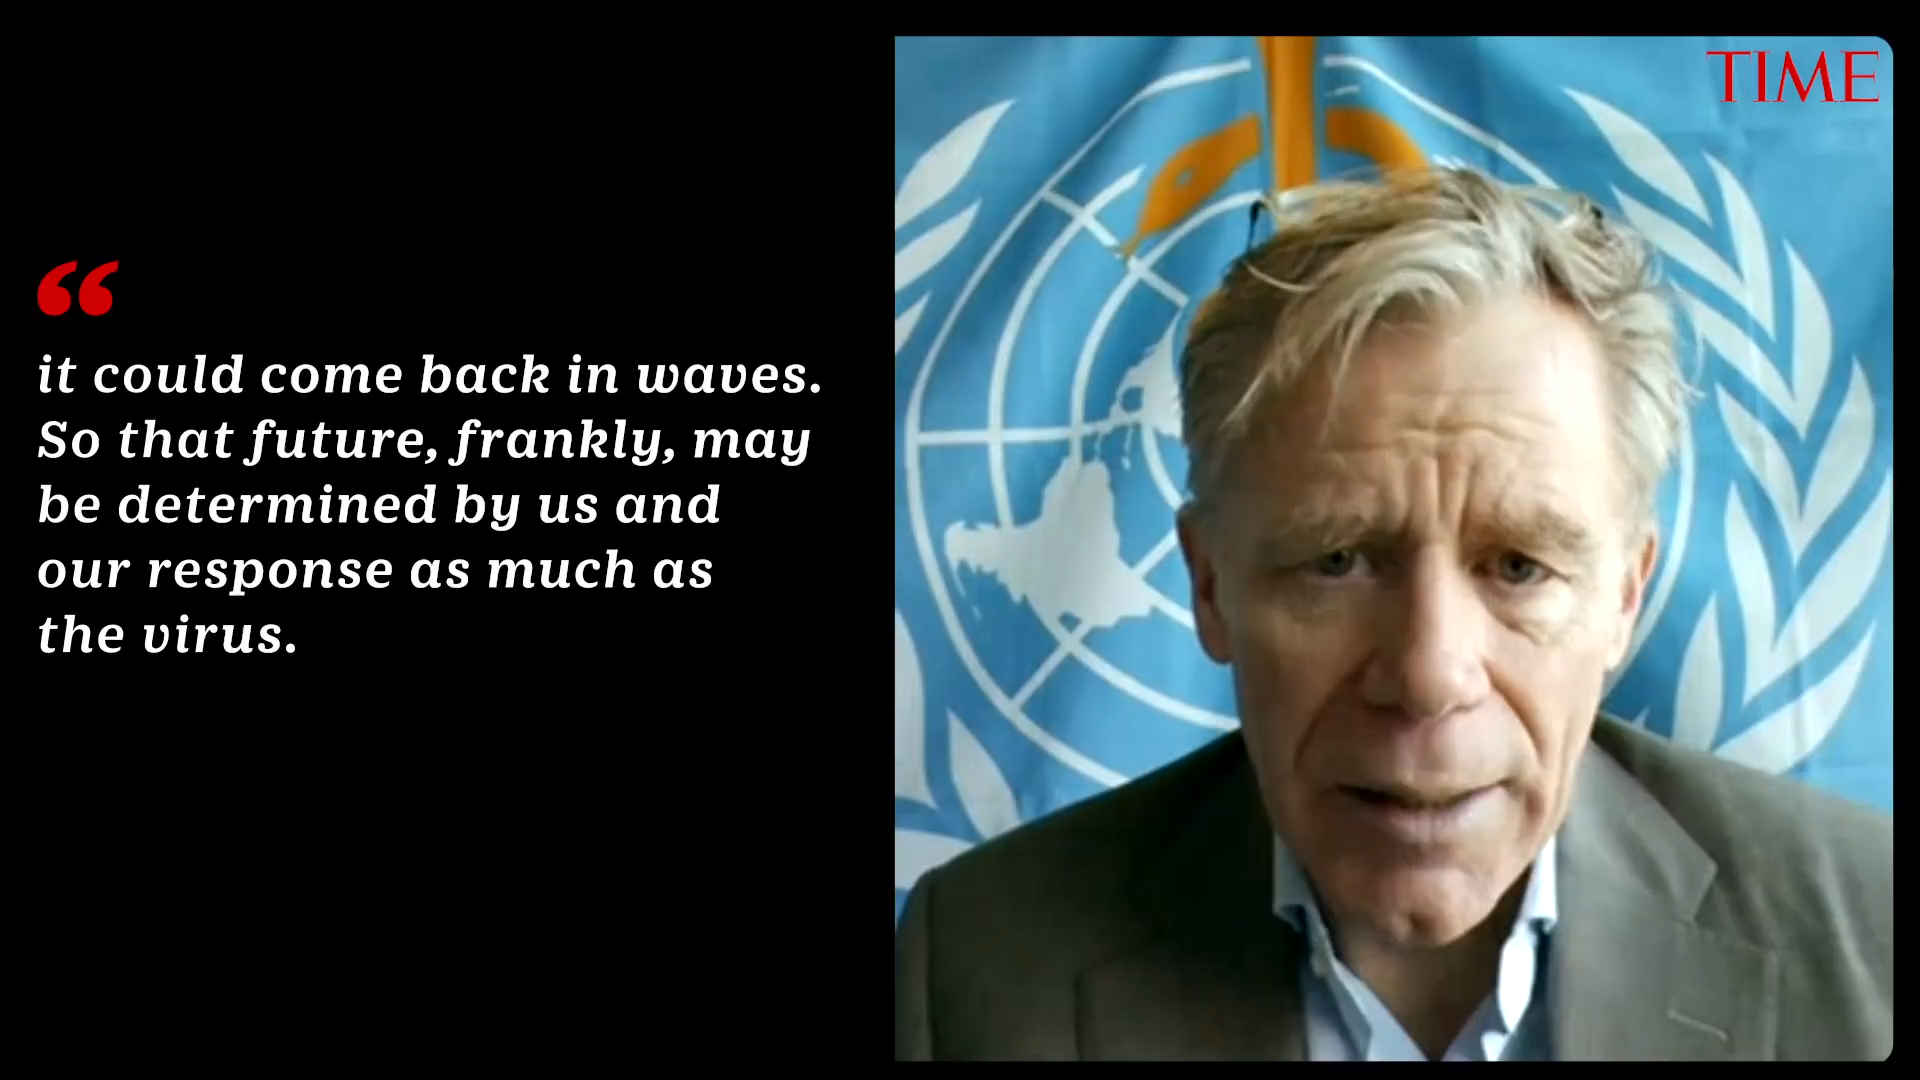 TIME
“
it could come back in waves.
So that future, frankly, may
be determined by us and
our response as much as
the virus.